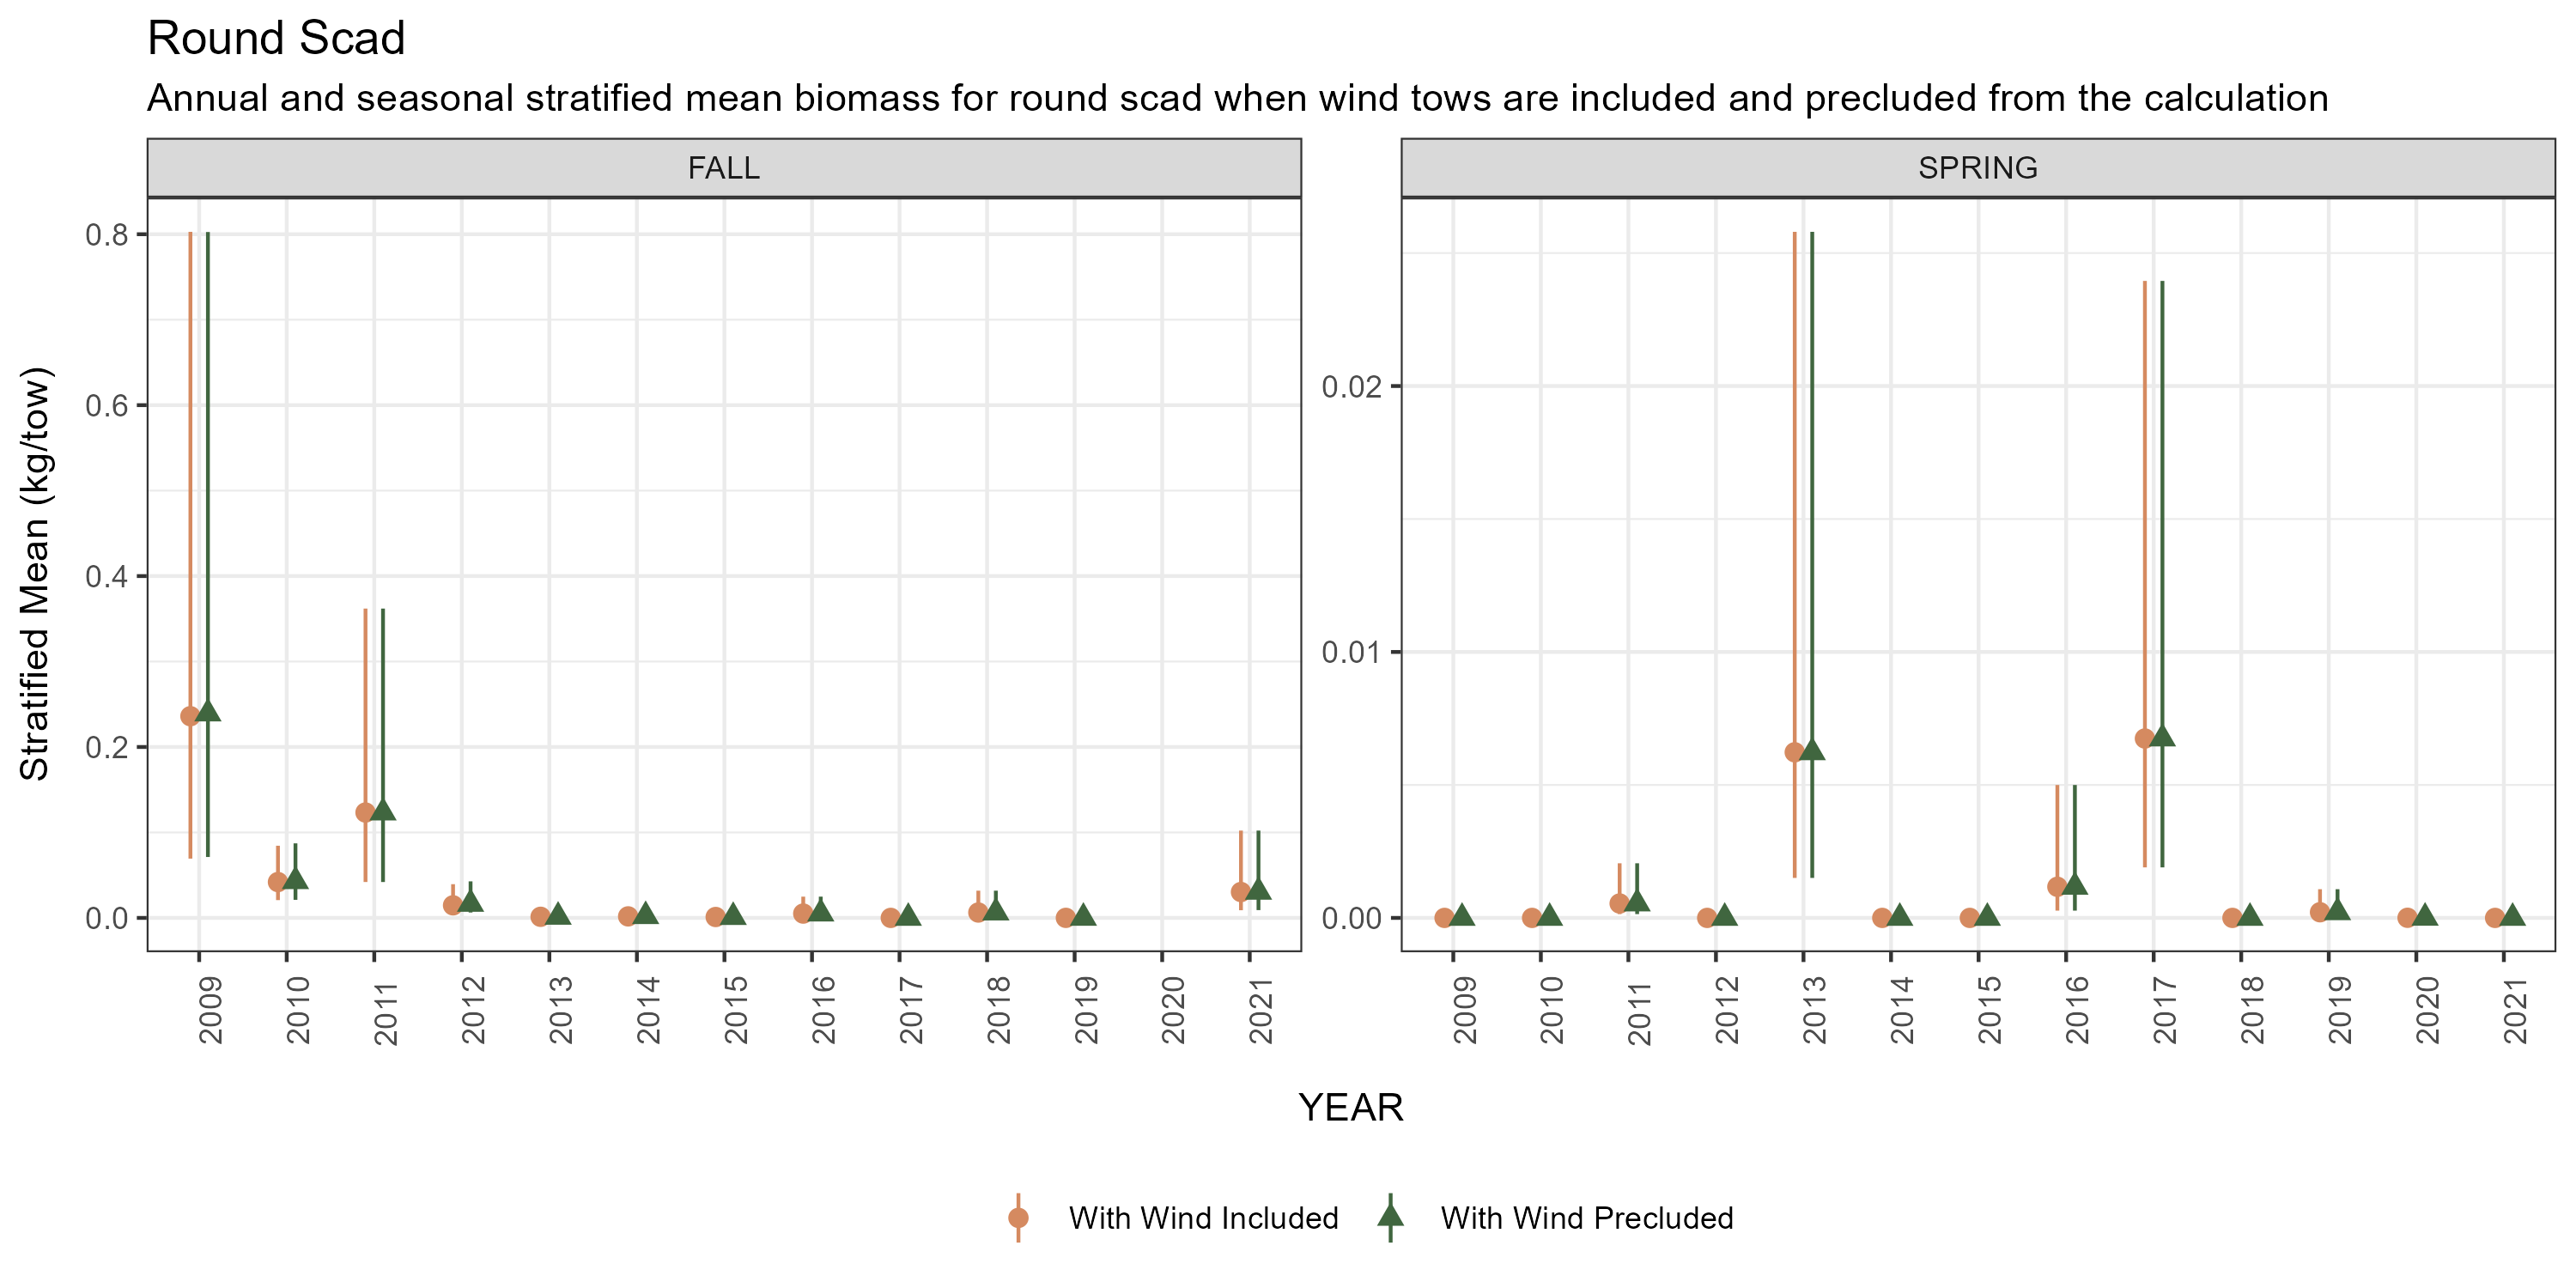 Round Scad
Annual and seasonal stratified mean biomass for round scad when wind tows are included and precluded from the calculation
FALL
SPRING
Stratified Mean (kg/tow)
0.8
0.6
0.4
0.2
0.0
0.02
0.01
0.00
2009 2010 2011 2012 2013 2014 2015 2016 2017 2018 2019 2020 2021
2009 2010 2011 2012 2013 2014 2015 2016 2017 2018 2019 2020 2021
YEAR
With Wind Included
With Wind Precluded